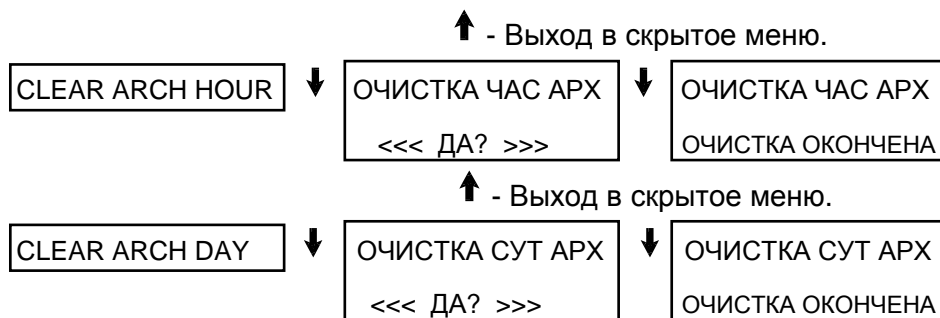 - Выход в скрытое меню.
CLEAR ARCH HOUR
ОЧИСТКА ЧАС АРХ
ОЧИСТКА ЧАС АРХ
<<< ДА? >>>
ОЧИСТКА ОКОНЧЕНА
- Выход в скрытое меню.
CLEAR ARCH DAY
ОЧИСТКА СУТ АРХ
ОЧИСТКА СУТ АРХ
<<< ДА? >>>
ОЧИСТКА ОКОНЧЕНА